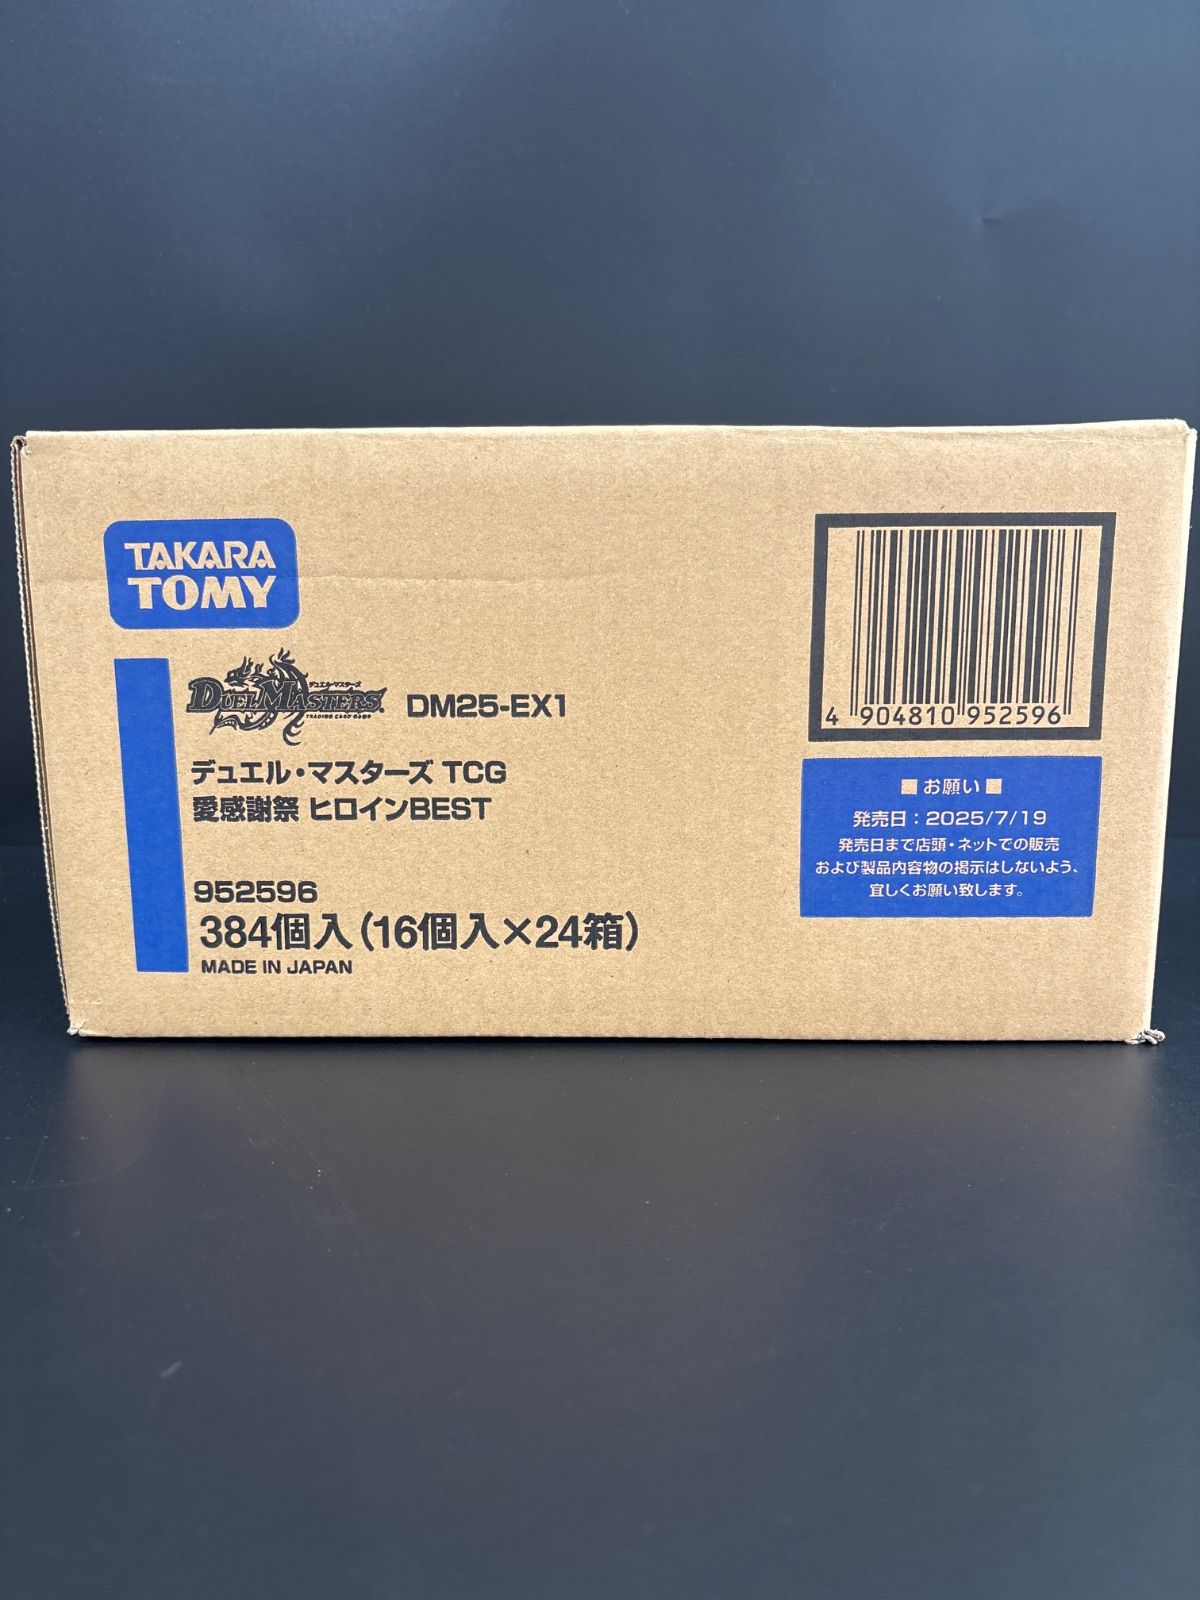 TAKARA
TOMY
デュエル・マスターズ
DUEL MASTERS
TRADING CARD GAME
DM25-EX1
デュエル・マスターズ TCG
愛感謝祭 ヒロインBEST
952596
384個入(16個入×24箱)
MADE IN JAPAN
4 904810 952596
■お願い■
発売日:2025/7/19
発売日まで店頭・ネットでの販売
および製品内容物の掲示はしないよう、
宜しくお願い致します。